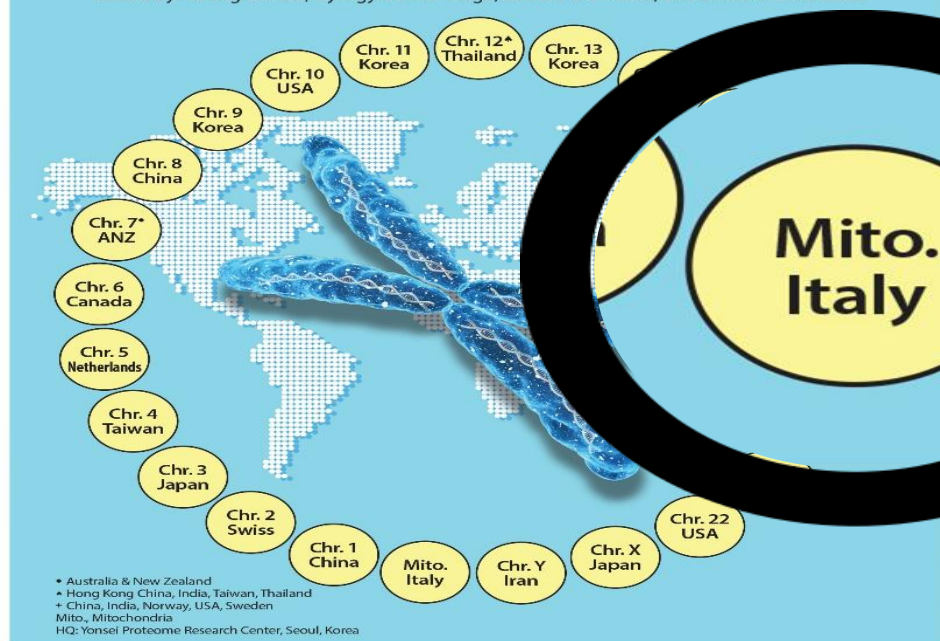 Chr. 11
Korea
Chr. 12♠
Thailand
Chr. 13
Korea
Chr. 10
USA
Chr. 9
Korea
Chr. 8
China
Chr. 7♦
ANZ
Chr. 6
Canada
Chr. 5
Netherlands
Chr. 4
Taiwan
Chr. 3
Japan
Chr. 2
Swiss
Chr. 1
China
Mito.
Italy
Chr. Y
Iran
Chr. X
Japan
Chr. 22
USA
Mito.
Italy
♦ Australia & New Zealand
♠ Hong Kong China, India, Taiwan, Thailand
+ China, India, Norway, USA, Sweden
Mito., Mitochondria
HQ: Yonsei Proteome Research Center, Seoul, Korea